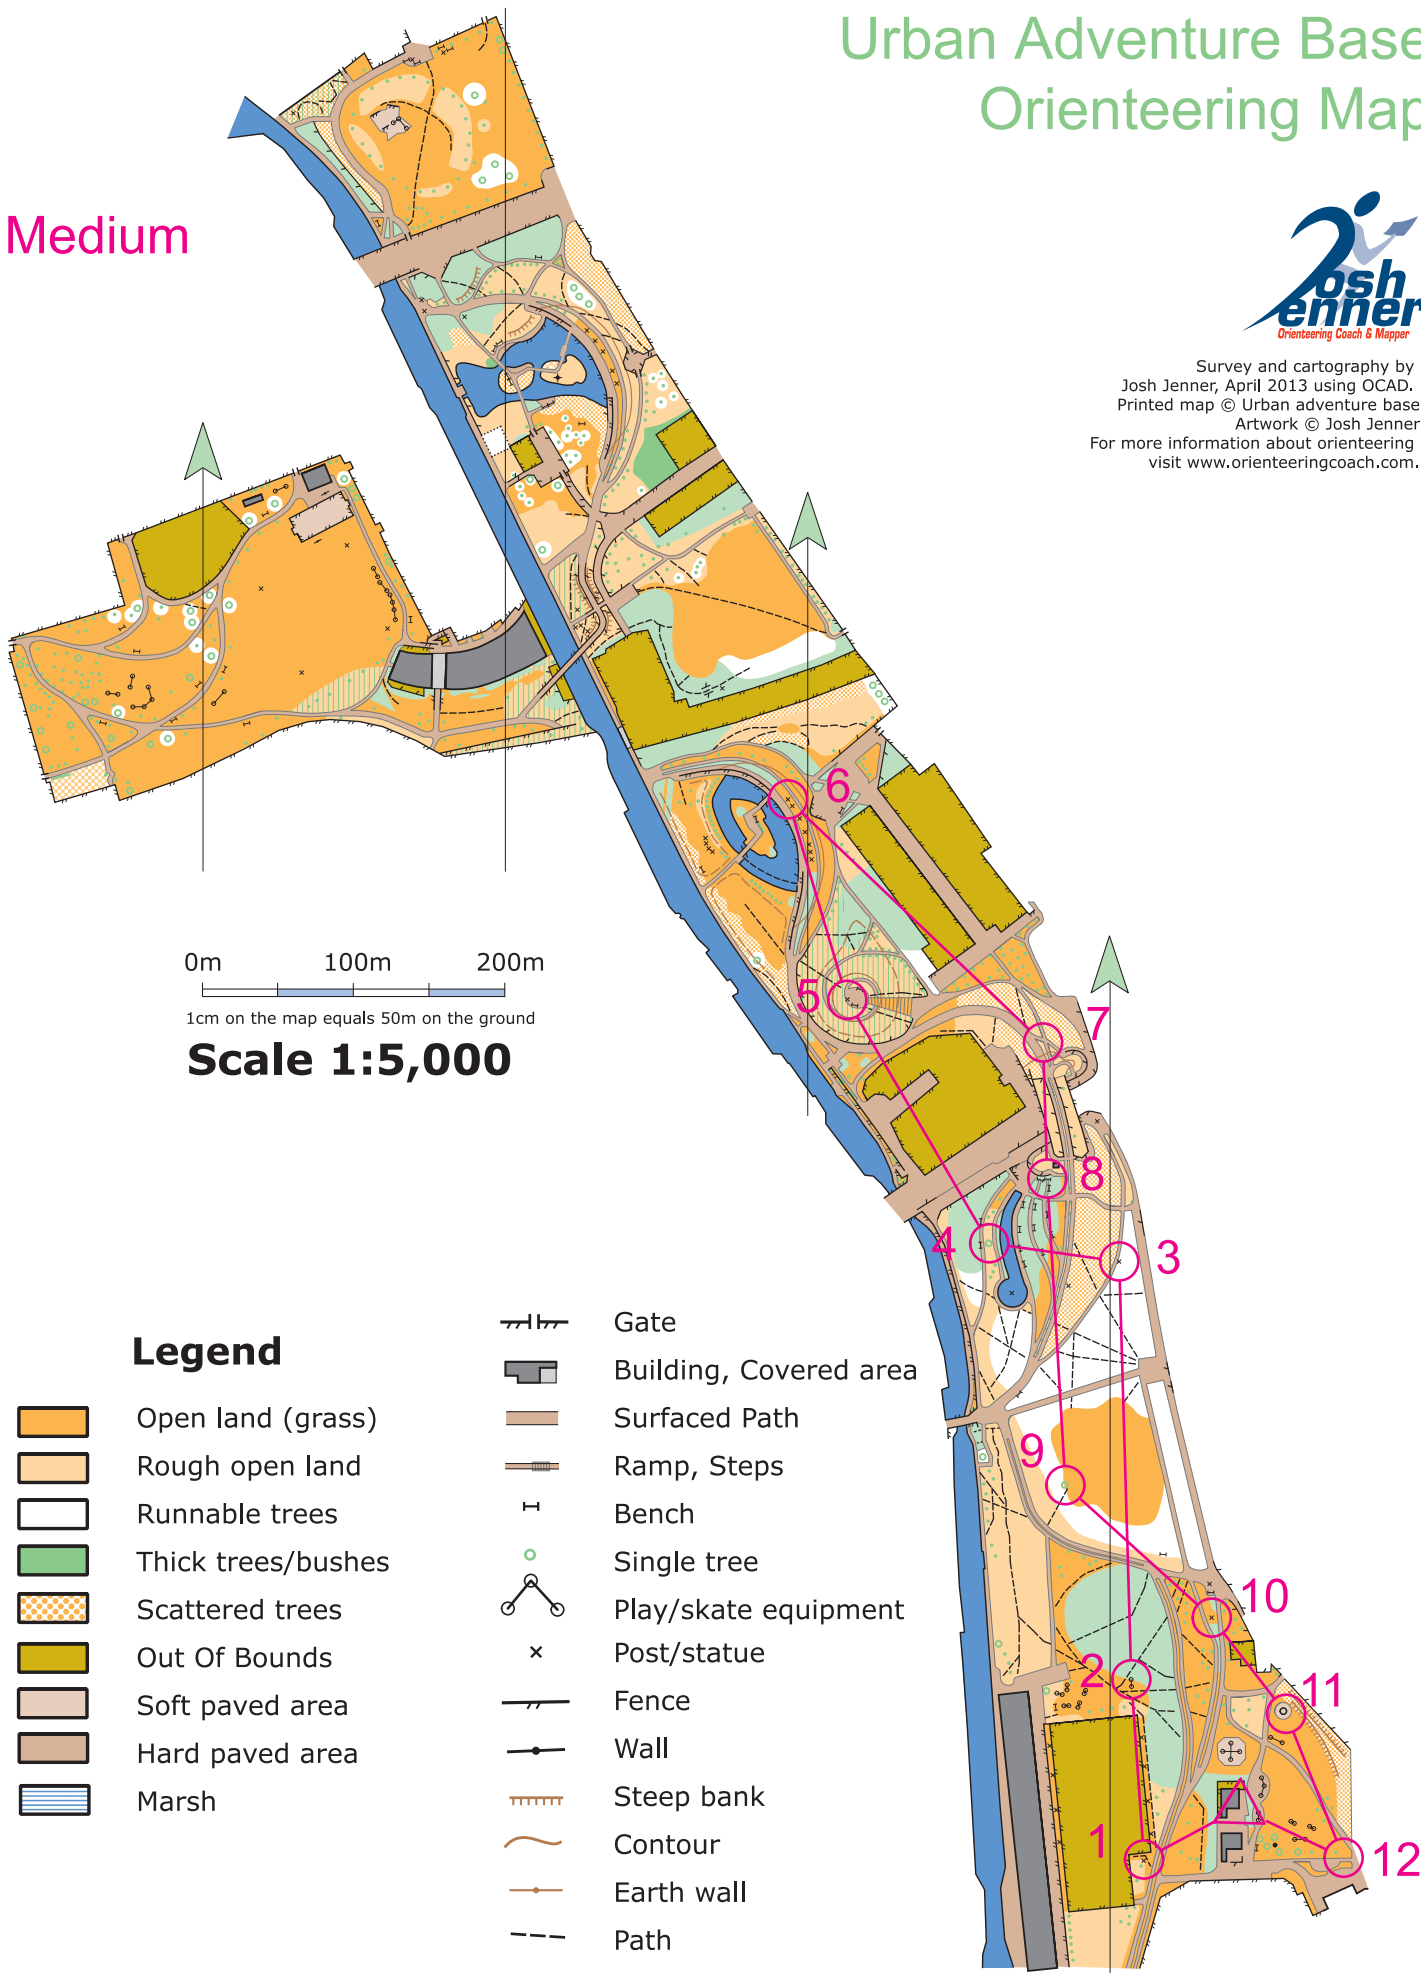 Urban Adventure Base
Orienteering Map
Medium
Josh
Jenner
Orienteering Coach & Mapper
Survey and cartography by
Josh Jenner, April 2013 using OCAD.
Printed map © Urban adventure base
Artwork © Josh Jenner
For more information about orienteering
visit www.orienteeringcoach.com.
6
5
7
8
4
3
9
10
2
11
1
12
0m 100m 200m
1cm on the map equals 50m on the ground
Scale 1:5,000
Legend
Open land (grass)
Rough open land
Runnable trees
Thick trees/bushes
Scattered trees
Out Of Bounds
Soft paved area
Hard paved area
Marsh
Gate
Building, Covered area
Surfaced Path
Ramp, Steps
Bench
Single tree
Play/skate equipment
Post/statue
Fence
Wall
Steep bank
Contour
Earth wall
Path